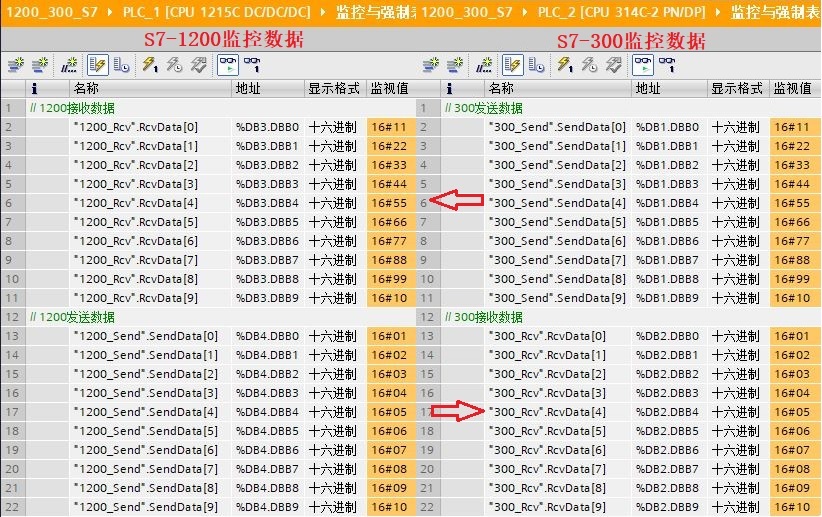 1200_300_S7 PLC_1 [CPU 1215C DC/DC/DC] 监控与强制表
S7-1200监控数据
i 名称 地址 显示格式 监视值
1 // 1200接收数据
2 "1200_Rcv".RcvData[0] %DB3.DBB0 十六进制 16#11
3 "1200_Rcv".RcvData[1] %DB3.DBB1 十六进制 16#22
4 "1200_Rcv".RcvData[2] %DB3.DBB2 十六进制 16#33
5 "1200_Rcv".RcvData[3] %DB3.DBB3 十六进制 16#44
6 "1200_Rcv".RcvData[4] %DB3.DBB4 十六进制 16#55
7 "1200_Rcv".RcvData[5] %DB3.DBB5 十六进制 16#66
8 "1200_Rcv".RcvData[6] %DB3.DBB6 十六进制 16#77
9 "1200_Rcv".RcvData[7] %DB3.DBB7 十六进制 16#88
10 "1200_Rcv".RcvData[8] %DB3.DBB8 十六进制 16#99
11 "1200_Rcv".RcvData[9] %DB3.DBB9 十六进制 16#10
12 // 1200发送数据
13 "1200_Send".SendData[0] %DB4.DBB0 十六进制 16#01
14 "1200_Send".SendData[1] %DB4.DBB1 十六进制 16#02
15 "1200_Send".SendData[2] %DB4.DBB2 十六进制 16#03
16 "1200_Send".SendData[3] %DB4.DBB3 十六进制 16#04
17 "1200_Send".SendData[4] %DB4.DBB4 十六进制 16#05
18 "1200_Send".SendData[5] %DB4.DBB5 十六进制 16#06
19 "1200_Send".SendData[6] %DB4.DBB6 十六进制 16#07
20 "1200_Send".SendData[7] %DB4.DBB7 十六进制 16#08
21 "1200_Send".SendData[8] %DB4.DBB8 十六进制 16#09
22 "1200_Send".SendData[9] %DB4.DBB9 十六进制 16#10
1200_300_S7 PLC_2 [CPU 314C-2 PN/DP] 监控与强制表
S7-300监控数据
i 名称 地址 显示格式 监视值
1 // 300发送数据
2 "300_Send".SendData[0] %DB1.DBB0 十六进制 16#11
3 "300_Send".SendData[1] %DB1.DBB1 十六进制 16#22
4 "300_Send".SendData[2] %DB1.DBB2 十六进制 16#33
5 "300_Send".SendData[3] %DB1.DBB3 十六进制 16#44
6 "300_Send".SendData[4] %DB1.DBB4 十六进制 16#55
7 "300_Send".SendData[5] %DB1.DBB5 十六进制 16#66
8 "300_Send".SendData[6] %DB1.DBB6 十六进制 16#77
9 "300_Send".SendData[7] %DB1.DBB7 十六进制 16#88
10 "300_Send".SendData[8] %DB1.DBB8 十六进制 16#99
11 "300_Send".SendData[9] %DB1.DBB9 十六进制 16#10
12 // 300接收数据
13 "300_Rcv".RcvData[0] %DB2.DBB0 十六进制 16#01
14 "300_Rcv".RcvData[1] %DB2.DBB1 十六进制 16#02
15 "300_Rcv".RcvData[2] %DB2.DBB2 十六进制 16#03
16 "300_Rcv".RcvData[3] %DB2.DBB3 十六进制 16#04
17 "300_Rcv".RcvData[4] %DB2.DBB4 十六进制 16#05
18 "300_Rcv".RcvData[5] %DB2.DBB5 十六进制 16#06
19 "300_Rcv".RcvData[6] %DB2.DBB6 十六进制 16#07
20 "300_Rcv".RcvData[7] %DB2.DBB7 十六进制 16#08
21 "300_Rcv".RcvData[8] %DB2.DBB8 十六进制 16#09
22 "300_Rcv".RcvData[9] %DB2.DBB9 十六进制 16#10